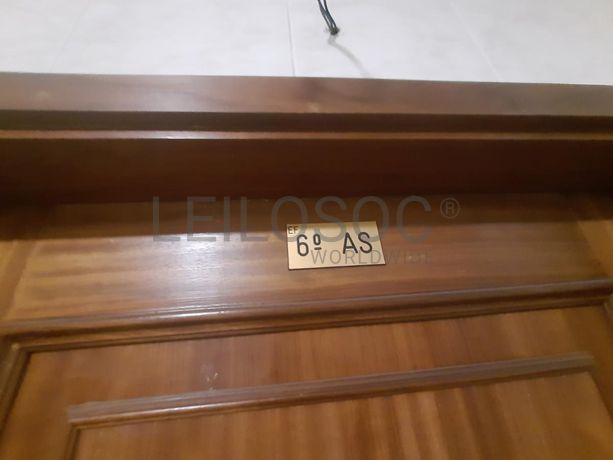 LEILOSOC®
WORLDWIDE
EF
6º AS